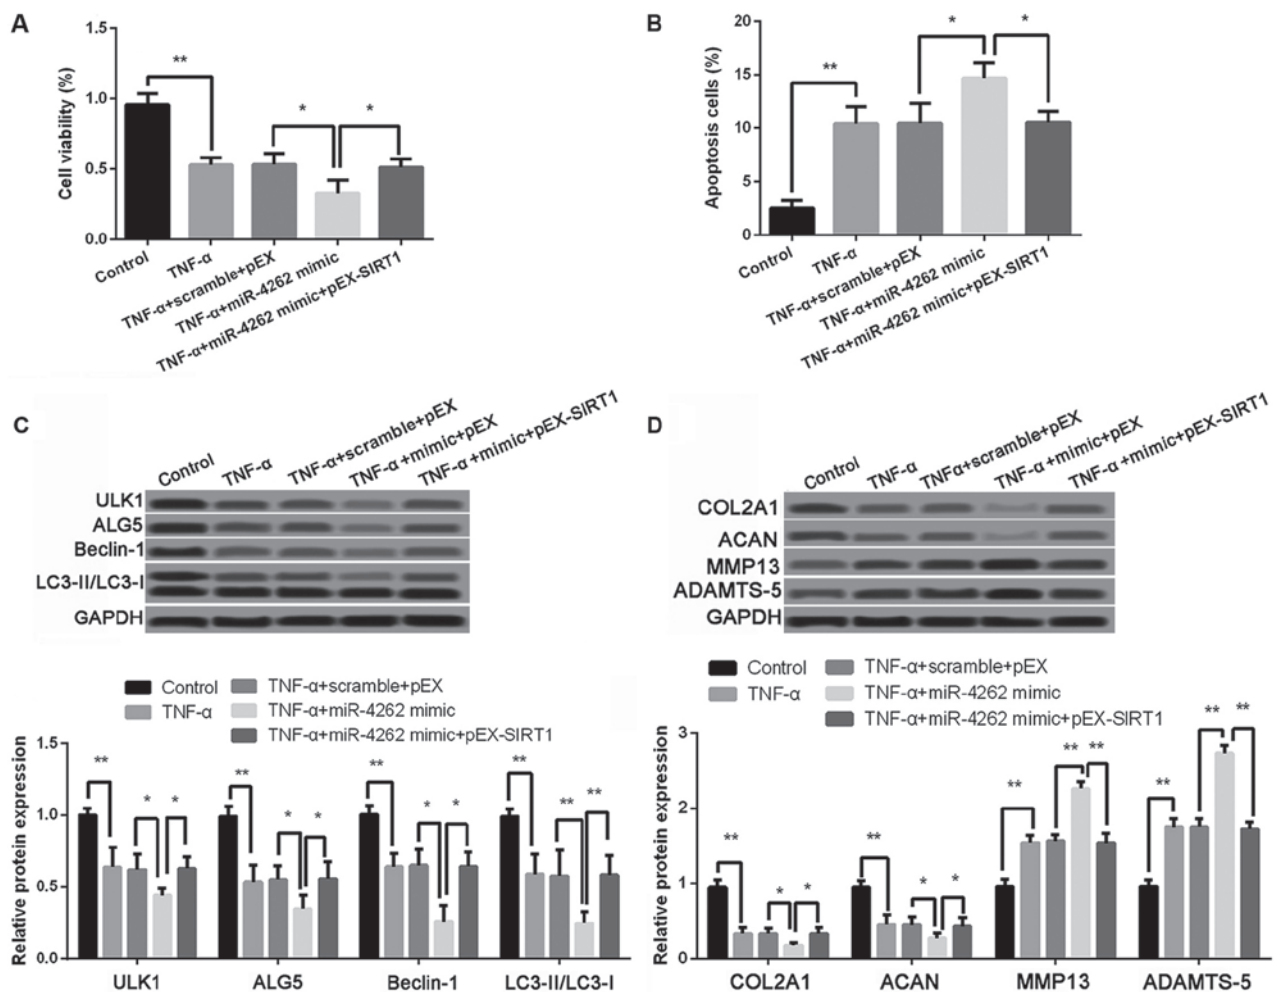 A
Cell viability (%)
1.5
1.0
0.5
0.0
**
*
*
Control
TNF-α
TNF-α+scramble+pEX
TNF-α+miR-4262 mimic
TNF-α+miR-4262 mimic+pEX-SIRT1
B
Apoptosis cells (%)
20
15
10
5
0
**
*
*
Control
TNF-α
TNF-α+scramble+pEX
TNF-α+miR-4262 mimic
TNF-α+miR-4262 mimic+pEX-SIRT1
C
Control
TNF-α
TNF-α+scramble+pEX
TNF-α+mimic+pEX
TNF-α +mimic+pEX-SIRT1
ULK1
ALG5
Beclin-1
LC3-II/LC3-I
GAPDH
Control
TNF-α
TNF-α+scramble+pEX
TNF-α+miR-4262 mimic
TNF-α+miR-4262 mimic+pEX-SIRT1
Relative protein expression
1.5
1.0
0.5
0.0
**
*
*
**
*
*
**
*
*
**
**
**
ULK1
ALG5
Beclin-1
LC3-II/LC3-I
D
Control
TNF-α
TNFα+scramble+pEX
TNF-α+mimic+pEX
TNF-α +mimic+pEX-SIRT1
COL2A1
ACAN
MMP13
ADAMTS-5
GAPDH
Control
TNF-α
TNF-α+scramble+pEX
TNF-α+miR-4262 mimic
TNF-α+miR-4262 mimic+pEX-SIRT1
Relative protein expression
3
2
1
0
**
*
*
**
*
*
**
**
**
**
**
**
COL2A1
ACAN
MMP13
ADAMTS-5